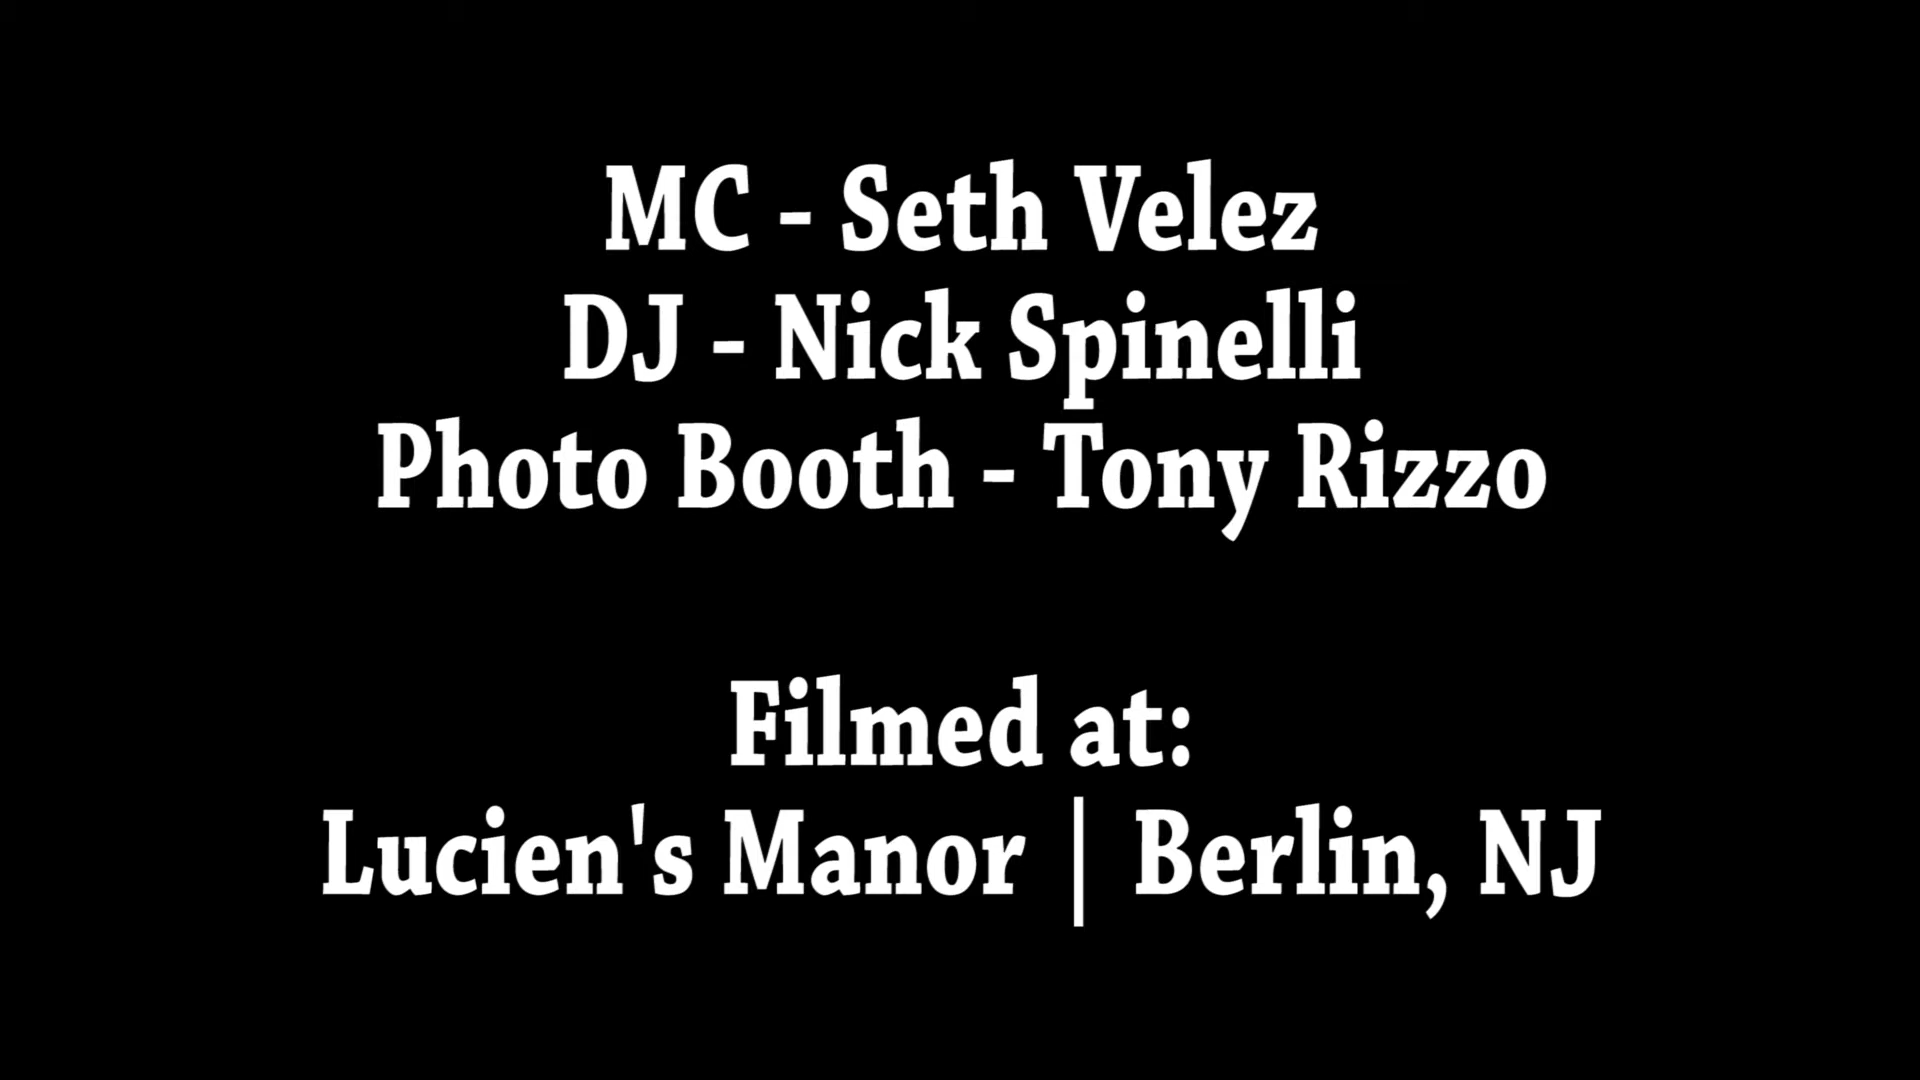 MC - Seth Velez
DJ - Nick Spinelli
Photo Booth - Tony Rizzo
Filmed at:
Lucien's Manor | Berlin, NJ